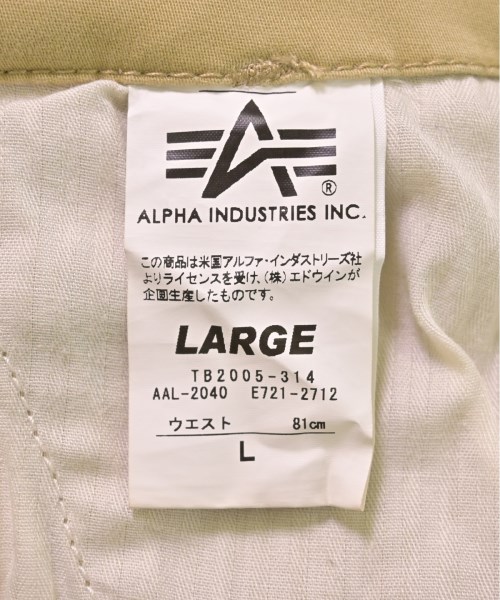 ®
ALPHA INDUSTRIES INC.
この商品は米国アルファ・インダストリーズ社
よりライセンスを受け、(株)エドウインが
企画生産したものです。
LARGE
TB2005-314
AAL-2040 E721-2712
ウエスト 81cm
L